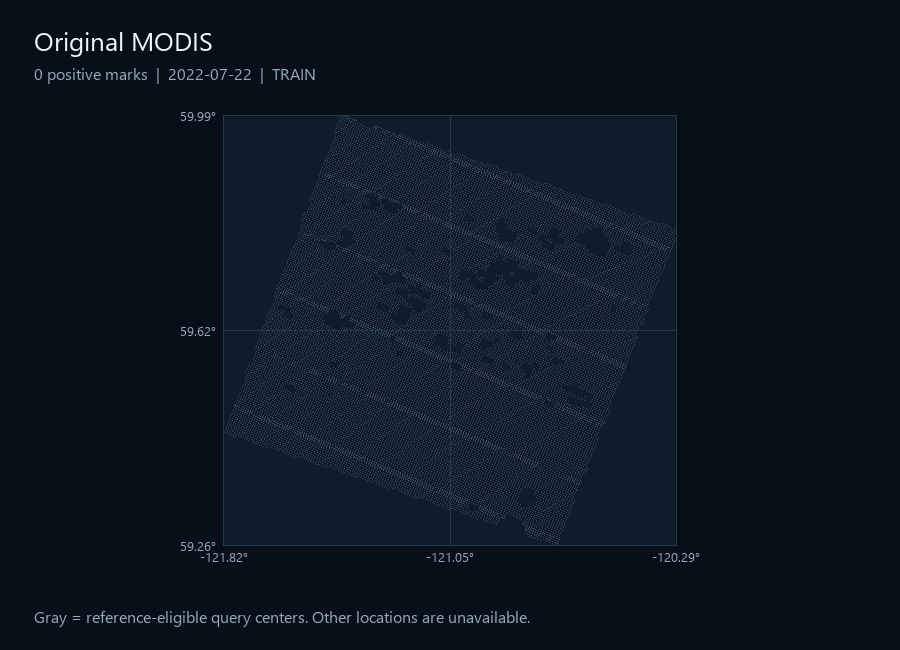 Original MODIS
0 positive marks | 2022-07-22 | TRAIN
59.99°
59.62°
59.26°
-121.82°
-121.05°
-120.29°
Gray = reference-eligible query centers. Other locations are unavailable.